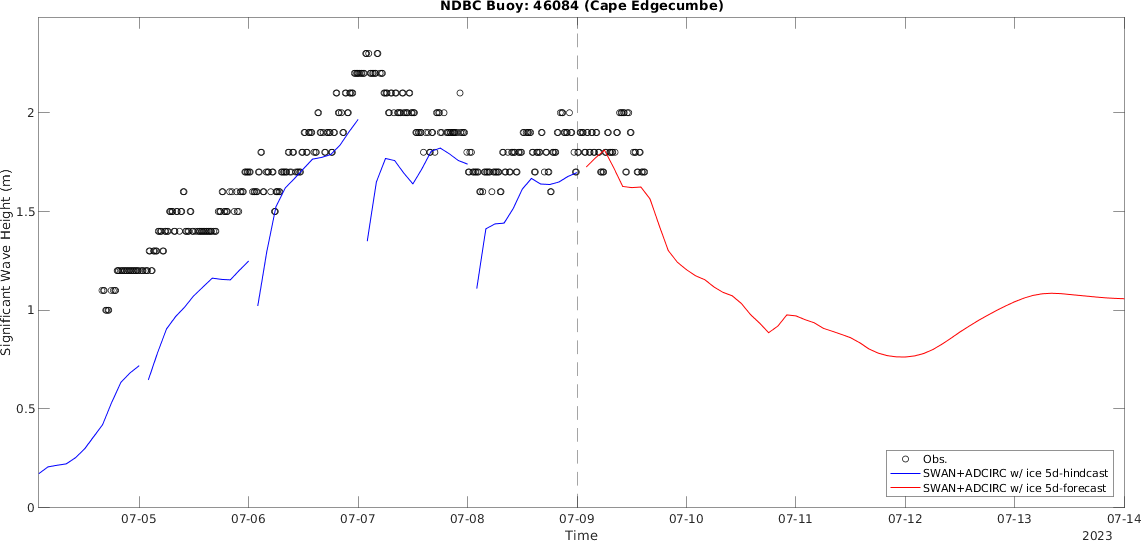 NDBC Buoy: 46084 (Cape Edgecumbe)
Significant Wave Height (m)
2
1.5
1
0.5
0
Obs.
SWAN+ADCIRC w/ ice 5d-hindcast
SWAN+ADCIRC w/ ice 5d-forecast
07-05 07-06 07-07 07-08 07-09 07-10 07-11 07-12 07-13 07-14
Time
2023